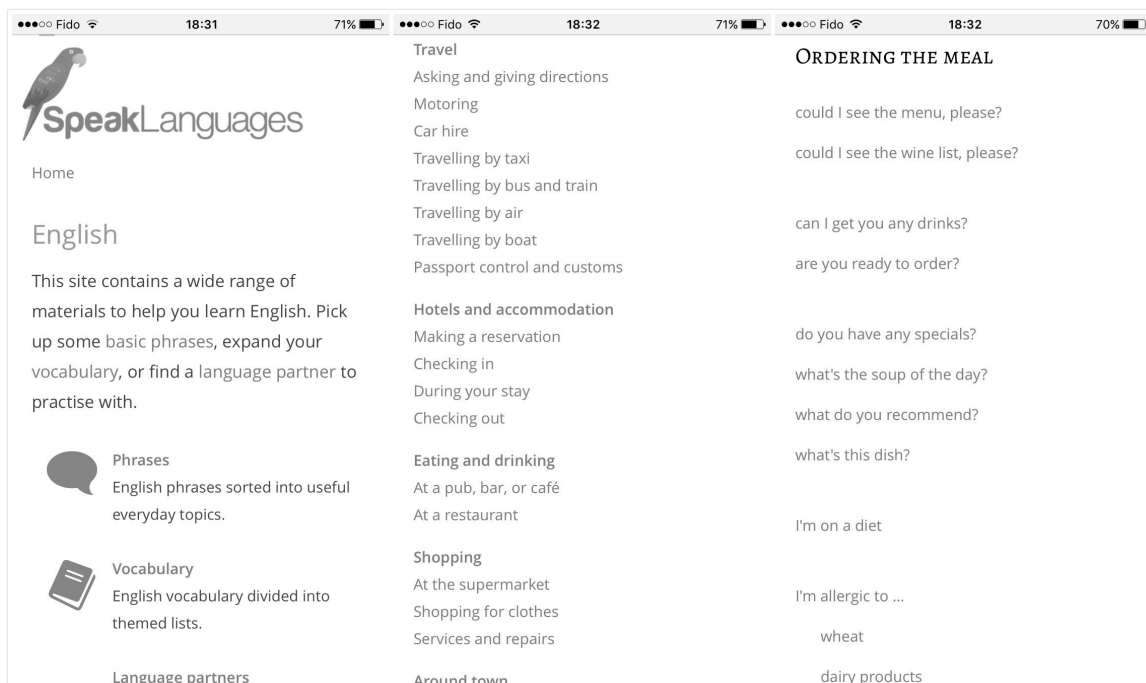 Fido 18:31 71%
SpeakLanguages
Home
English
This site contains a wide range of
materials to help you learn English. Pick
up some basic phrases, expand your
vocabulary, or find a language partner to
practise with.
Phrases
English phrases sorted into useful
everyday topics.
Vocabulary
English vocabulary divided into
themed lists.
Language partners
Fido 18:32 71%
Travel
Asking and giving directions
Motoring
Car hire
Travelling by taxi
Travelling by bus and train
Travelling by air
Travelling by boat
Passport control and customs
Hotels and accommodation
Making a reservation
Checking in
During your stay
Checking out
Eating and drinking
At a pub, bar, or café
At a restaurant
Shopping
At the supermarket
Shopping for clothes
Services and repairs
Around town
Fido 18:32 70%
Ordering the meal
could I see the menu, please?
could I see the wine list, please?
can I get you any drinks?
are you ready to order?
do you have any specials?
what's the soup of the day?
what do you recommend?
what's this dish?
I'm on a diet
I'm allergic to ...
wheat
dairy products